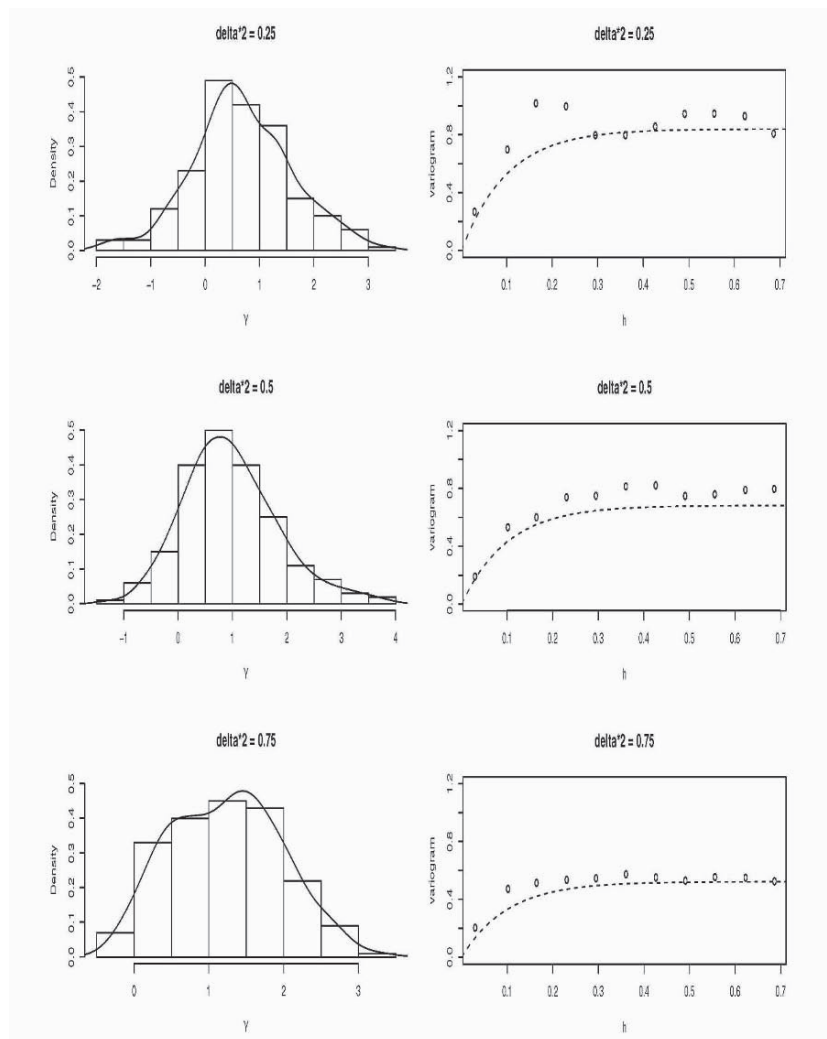 delta*2 = 0.25
Density
0.0 0.1 0.2 0.3 0.4 0.5
-2 -1 0 1 2 3
Y
delta*2 = 0.25
variogram
0.0 0.4 0.8 1.2
0.1 0.2 0.3 0.4 0.5 0.6 0.7
h
delta*2 = 0.5
Density
0.0 0.1 0.2 0.3 0.4 0.5
-1 0 1 2 3 4
Y
delta*2 = 0.5
variogram
0.0 0.4 0.8 1.2
0.1 0.2 0.3 0.4 0.5 0.6 0.7
h
delta*2 = 0.75
Density
0.0 0.1 0.2 0.3 0.4 0.5
0 1 2 3
Y
delta*2 = 0.75
variogram
0.0 0.4 0.8 1.2
0.1 0.2 0.3 0.4 0.5 0.6 0.7
h